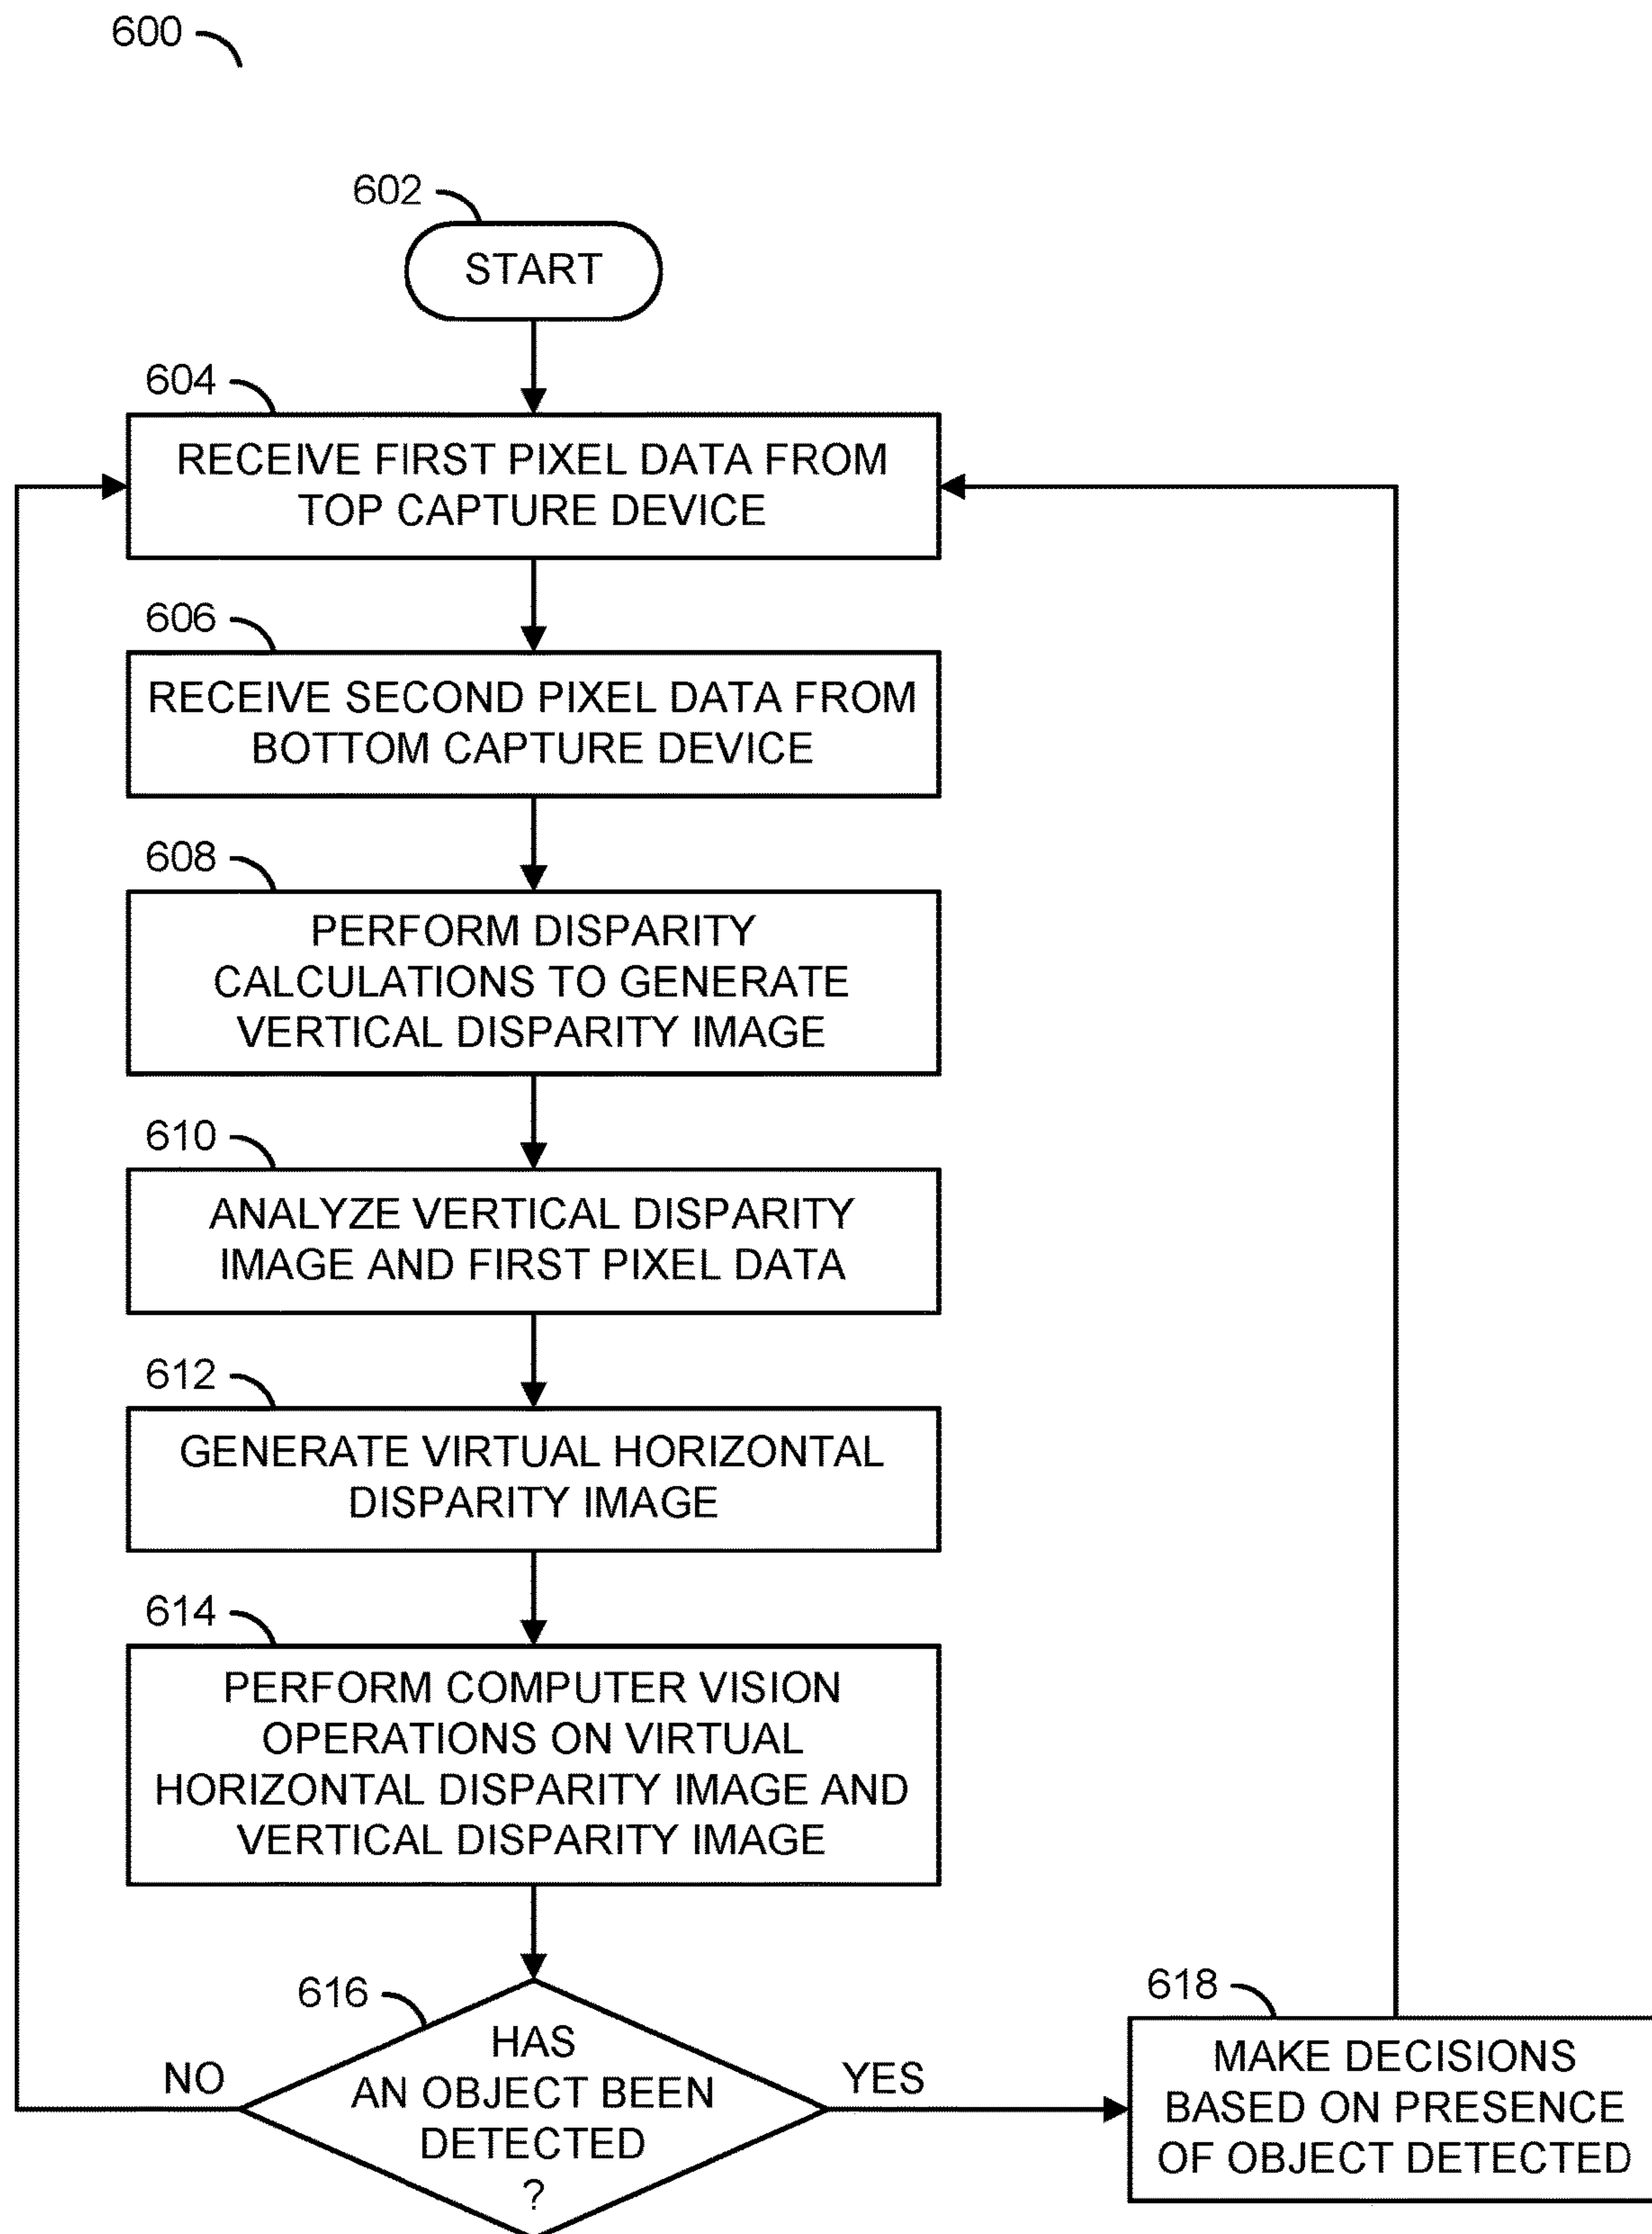 600
602
START
604
RECEIVE FIRST PIXEL DATA FROM
TOP CAPTURE DEVICE
606
RECEIVE SECOND PIXEL DATA FROM
BOTTOM CAPTURE DEVICE
608
PERFORM DISPARITY
CALCULATIONS TO GENERATE
VERTICAL DISPARITY IMAGE
610
ANALYZE VERTICAL DISPARITY
IMAGE AND FIRST PIXEL DATA
612
GENERATE VIRTUAL HORIZONTAL
DISPARITY IMAGE
614
PERFORM COMPUTER VISION
OPERATIONS ON VIRTUAL
HORIZONTAL DISPARITY IMAGE AND
VERTICAL DISPARITY IMAGE
616
HAS
AN OBJECT BEEN
DETECTED
?
NO
YES
618
MAKE DECISIONS
BASED ON PRESENCE
OF OBJECT DETECTED